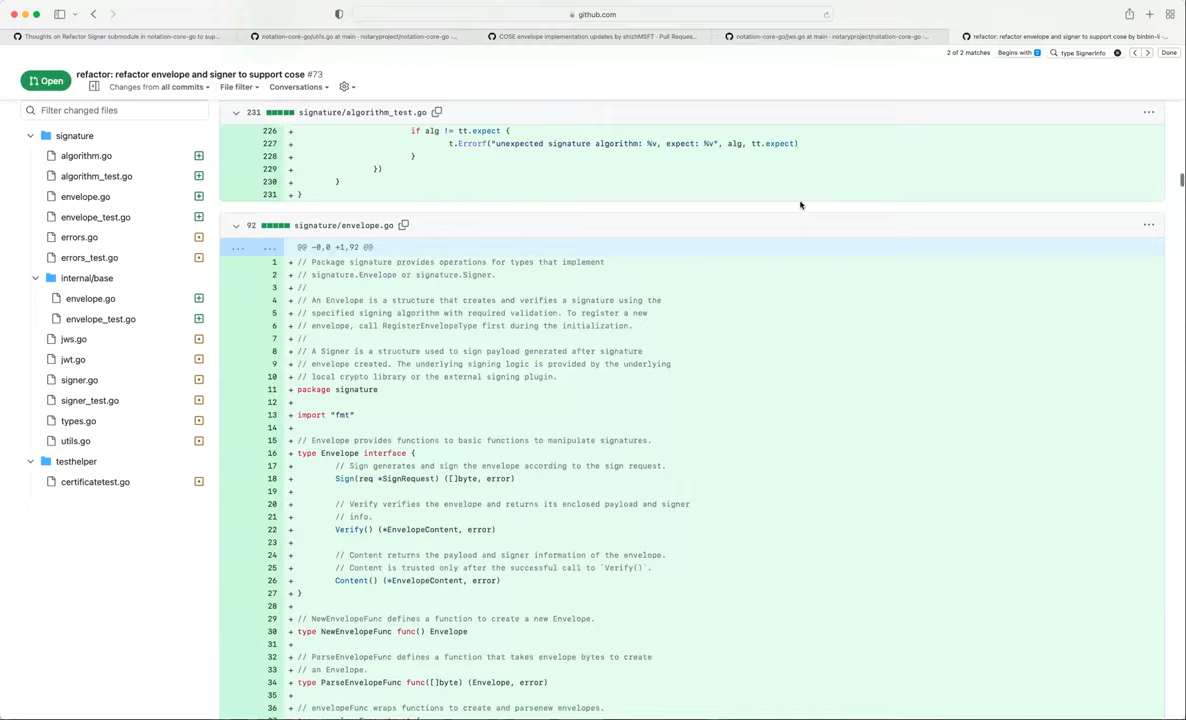 github.com
Thoughts on Refactor Signer submodule in notation-core-go to sup...
notation-core-go/utils.go at main · notaryproject/notation-core-go ·...
COSE envelope implementation updates by shizhMSFT · Pull Reques...
notation-core-go/jws.go at main · notaryproject/notation-core-go ·...
refactor: refactor envelope and signer to support cose by binbin-li ·...
2 of 2 matches
Begins with
type SignerInfo
Done
Open
refactor: refactor envelope and signer to support cose #73
Changes from all commits
File filter
Conversations
Filter changed files
signature
algorithm.go
algorithm_test.go
envelope.go
envelope_test.go
errors.go
errors_test.go
internal/base
envelope.go
envelope_test.go
jws.go
jwt.go
signer.go
signer_test.go
types.go
utils.go
testhelper
certificatetest.go
231 signature/algorithm_test.go
226 + if alg != tt.expect {
227 + t.Errorf("unexpected signature algorithm: %v, expect: %v", alg, tt.expect)
228 + }
229 + })
230 + }
231 + }
92 signature/envelope.go
... ... @@ -0,0 +1,92 @@
1 + // Package signature provides operations for types that implement
2 + // signature.Envelope or signature.Signer.
3 + //
4 + // An Envelope is a structure that creates and verifies a signature using the
5 + // specified signing algorithm with required validation. To register a new
6 + // envelope, call RegisterEnvelopeType first during the initialization.
7 + //
8 + // A Signer is a structure used to sign payload generated after signature
9 + // envelope created. The underlying signing logic is provided by the underlying
10 + // local crypto library or the external signing plugin.
11 + package signature
12 +
13 + import "fmt"
14 +
15 + // Envelope provides functions to basic functions to manipulate signatures.
16 + type Envelope interface {
17 + // Sign generates and sign the envelope according to the sign request.
18 + Sign(req *SignRequest) ([]byte, error)
19 +
20 + // Verify verifies the envelope and returns its enclosed payload and signer
21 + // info.
22 + Verify() (*EnvelopeContent, error)
23 +
24 + // Content returns the payload and signer information of the envelope.
25 + // Content is trusted only after the successful call to `Verify()`.
26 + Content() (*EnvelopeContent, error)
27 + }
28 +
29 + // NewEnvelopeFunc defines a function to create a new Envelope.
30 + type NewEnvelopeFunc func() Envelope
31 +
32 + // ParseEnvelopeFunc defines a function that takes envelope bytes to create
33 + // an Envelope.
34 + type ParseEnvelopeFunc func([]byte) (Envelope, error)
35 +
36 + // envelopeFunc wraps functions to create and parsenew envelopes.